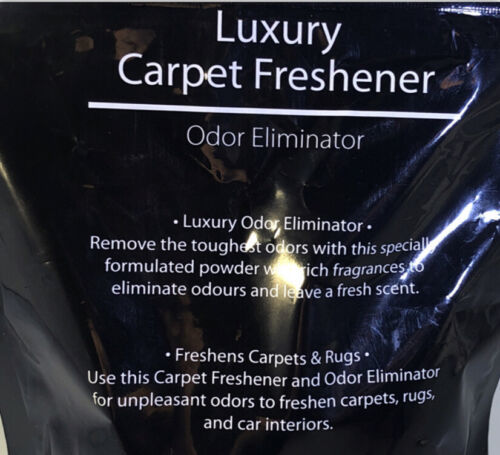 Luxury
Carpet Freshener
Odor Eliminator
• Luxury Odor Eliminator •
Remove the toughest odors with this specially
formulated powder with rich fragrances to
eliminate odours and leave a fresh scent.
• Freshens Carpets & Rugs •
Use this Carpet Freshener and Odor Eliminator
for unpleasant odors to freshen carpets, rugs,
and car interiors.